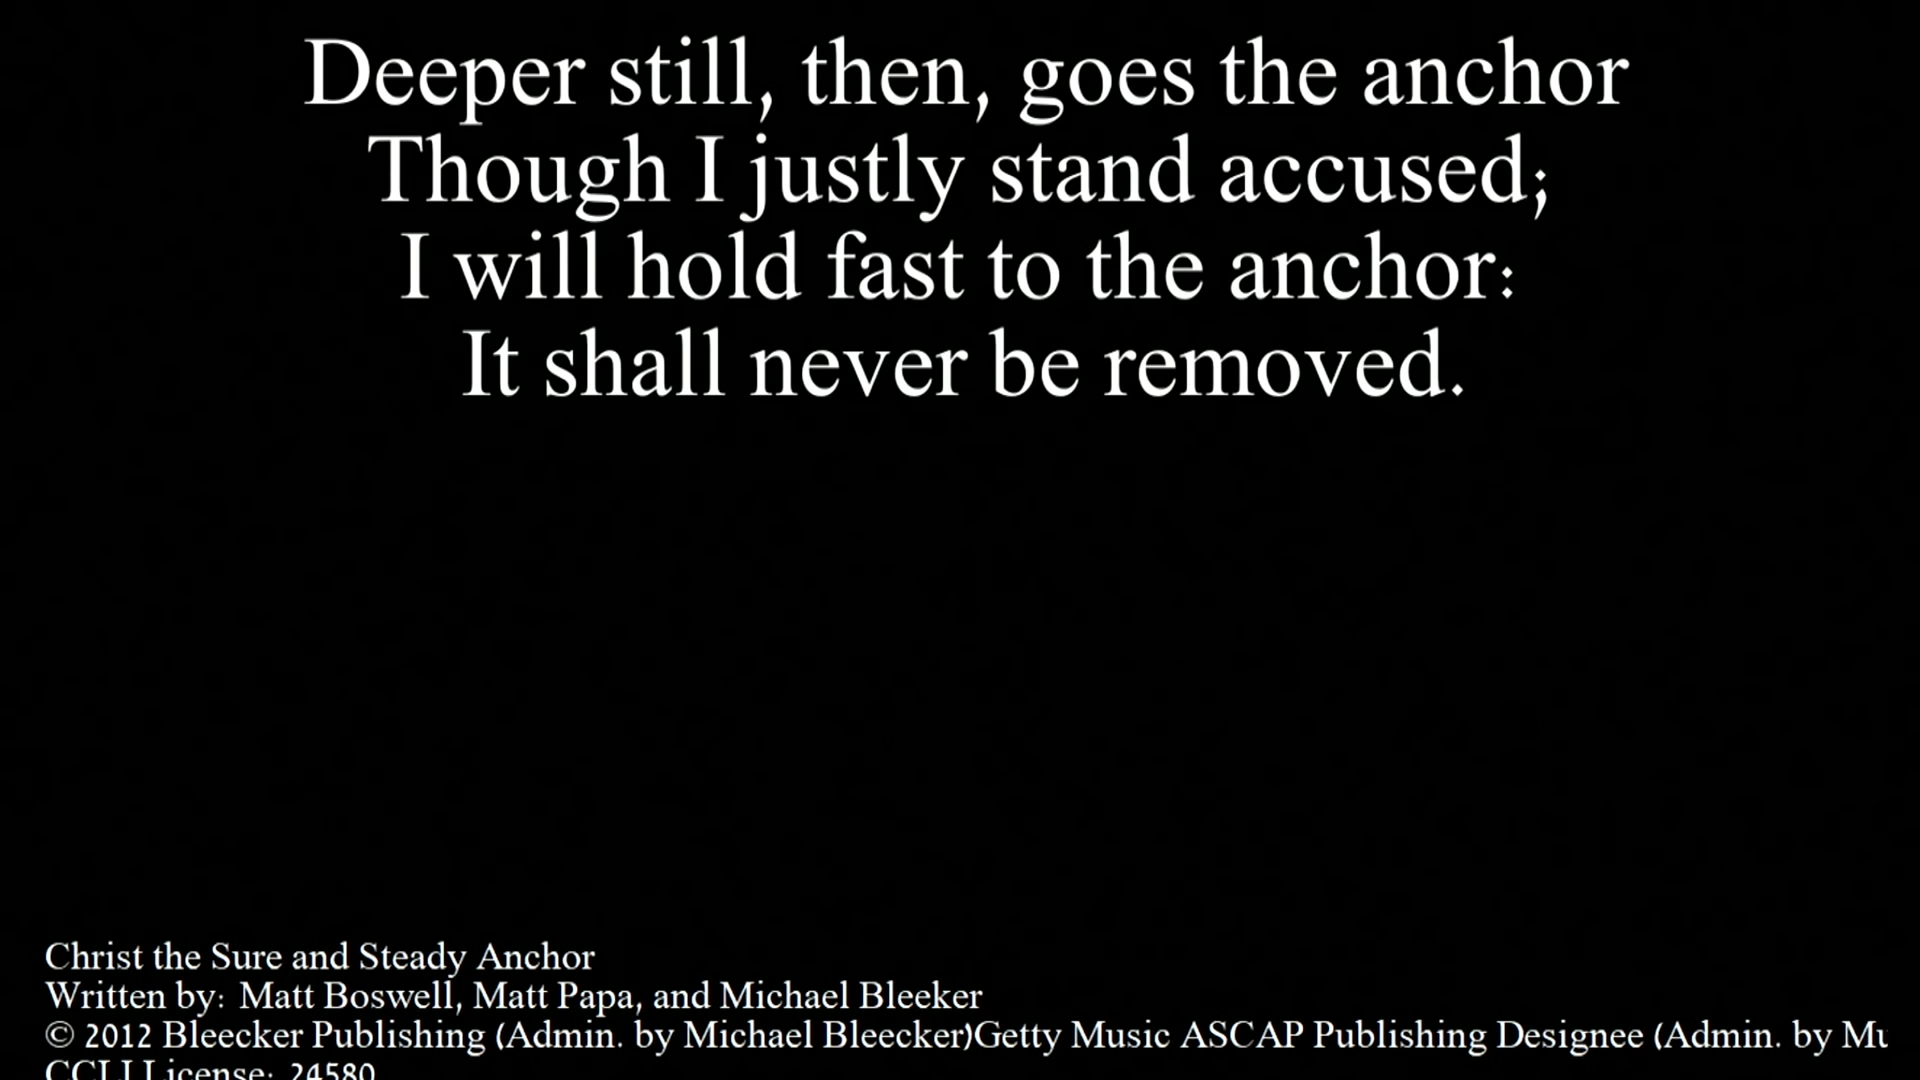 Deeper still, then, goes the anchor
Though I justly stand accused;
I will hold fast to the anchor:
It shall never be removed.
Christ the Sure and Steady Anchor
Written by: Matt Boswell, Matt Papa, and Michael Bleeker
© 2012 Bleecker Publishing (Admin. by Michael Bleecker)Getty Music ASCAP Publishing Designee (Admin. by Mu
CCLI License: 24580